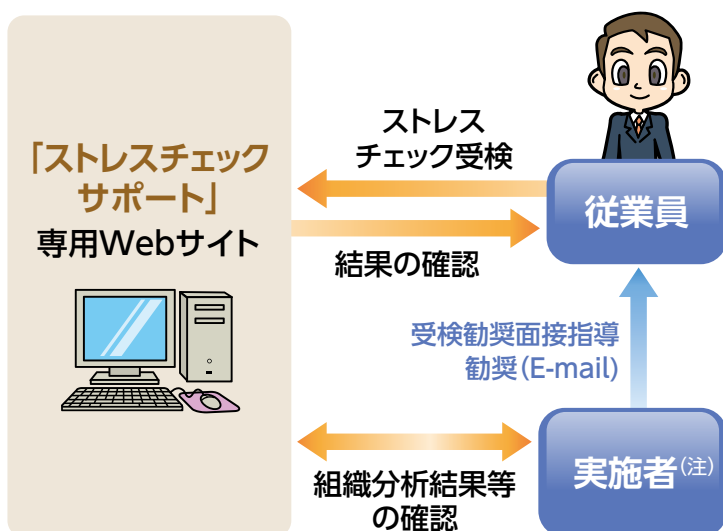 「ストレスチェック
サポート」
専用Webサイト
ストレス
チェック受検
従業員
結果の確認
受検勧奨面接指導
勧奨(E-mail)
実施者(注)
組織分析結果等
の確認